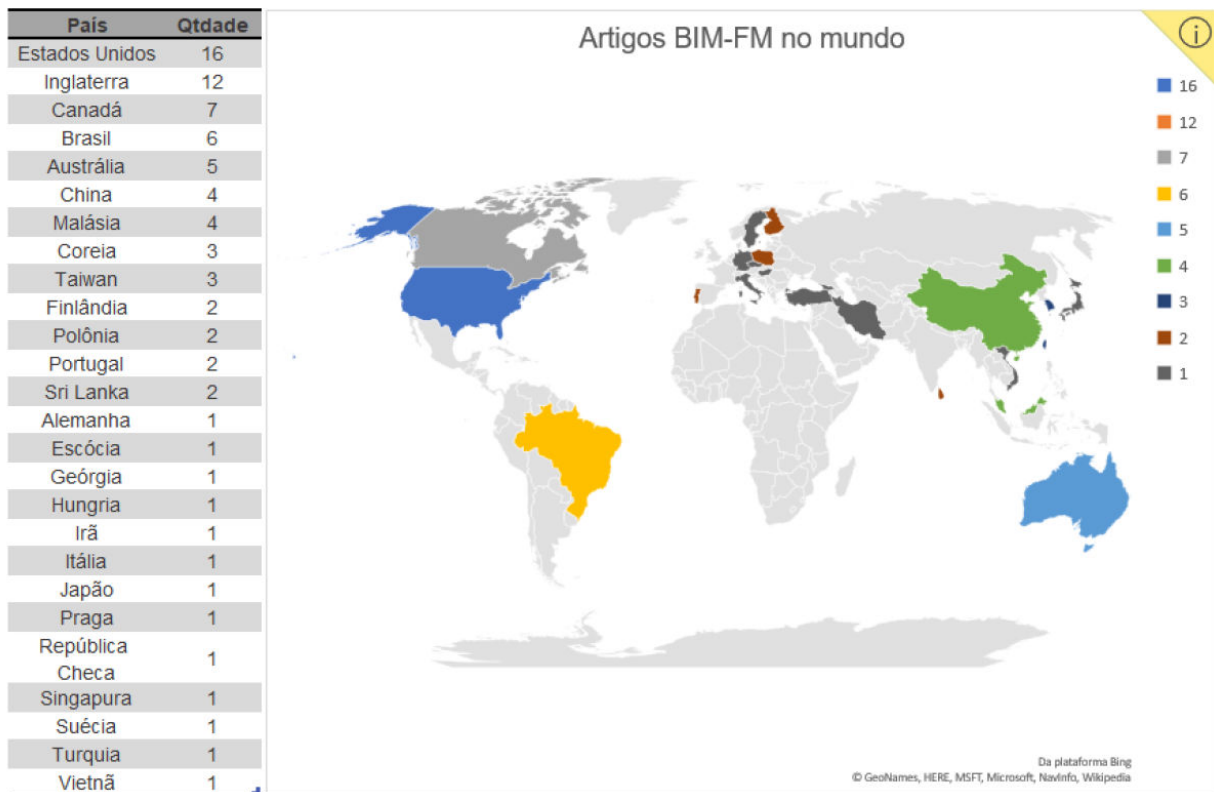 País Qtdade
Estados Unidos 16
Inglaterra 12
Canadá 7
Brasil 6
Austrália 5
China 4
Malásia 4
Coreia 3
Taiwan 3
Finlândia 2
Polônia 2
Portugal 2
Sri Lanka 2
Alemanha 1
Escócia 1
Geórgia 1
Hungria 1
Irã 1
Itália 1
Japão 1
Praga 1
República
Checa 1
Singapura 1
Suécia 1
Turquia 1
Vietnã 1
Artigos BIM-FM no mundo
i
16
12
7
6
5
4
3
2
1
Da plataforma Bing
© GeoNames, HERE, MSFT, Microsoft, NavInfo, Wikipedia